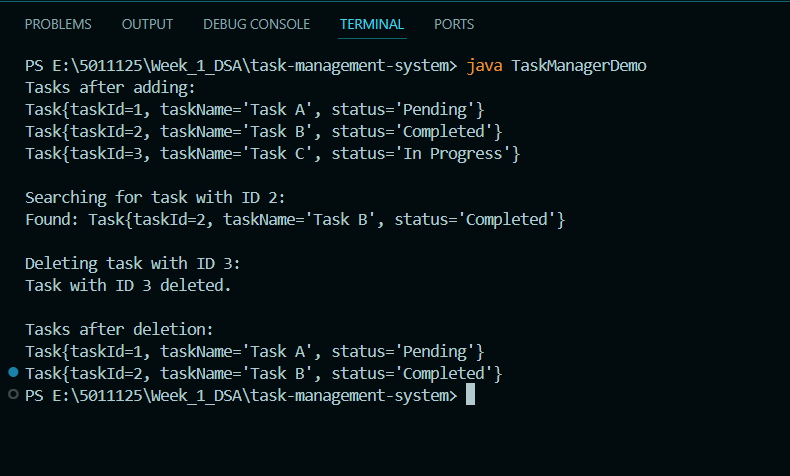 PROBLEMS OUTPUT DEBUG CONSOLE TERMINAL PORTS
PS E:\5011125\Week_1_DSA\task-management-system> java TaskManagerDemo
Tasks after adding:
Task{taskId=1, taskName='Task A', status='Pending'}
Task{taskId=2, taskName='Task B', status='Completed'}
Task{taskId=3, taskName='Task C', status='In Progress'}
Searching for task with ID 2:
Found: Task{taskId=2, taskName='Task B', status='Completed'}
Deleting task with ID 3:
Task with ID 3 deleted.
Tasks after deletion:
Task{taskId=1, taskName='Task A', status='Pending'}
Task{taskId=2, taskName='Task B', status='Completed'}
PS E:\5011125\Week_1_DSA\task-management-system>